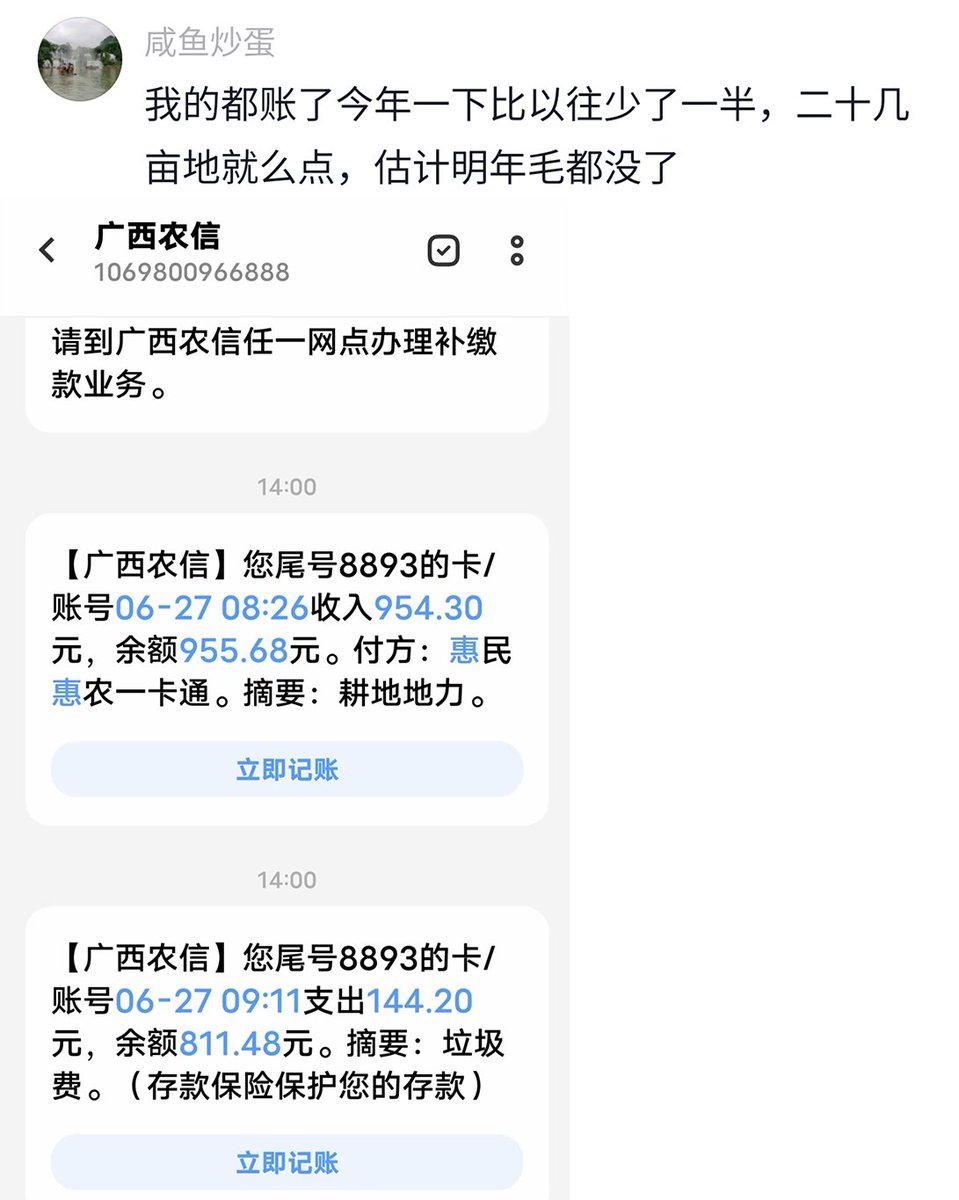 咸鱼炒蛋
我的都账了今年一下比以往少了一半，二十几
亩地就么点，估计明年毛都没了
广西农信
1069800966888
请到广西农信任一网点办理补缴
款业务。
14:00
【广西农信】您尾号8893的卡/
账号06-27 08:26收入954.30
元，余额955.68元。付方：惠民
惠农一卡通。摘要：耕地地力。
立即记账
14:00
【广西农信】您尾号8893的卡/
账号06-27 09:11支出144.20
元，余额811.48元。摘要：垃圾
费。（存款保险保护您的存款）
立即记账